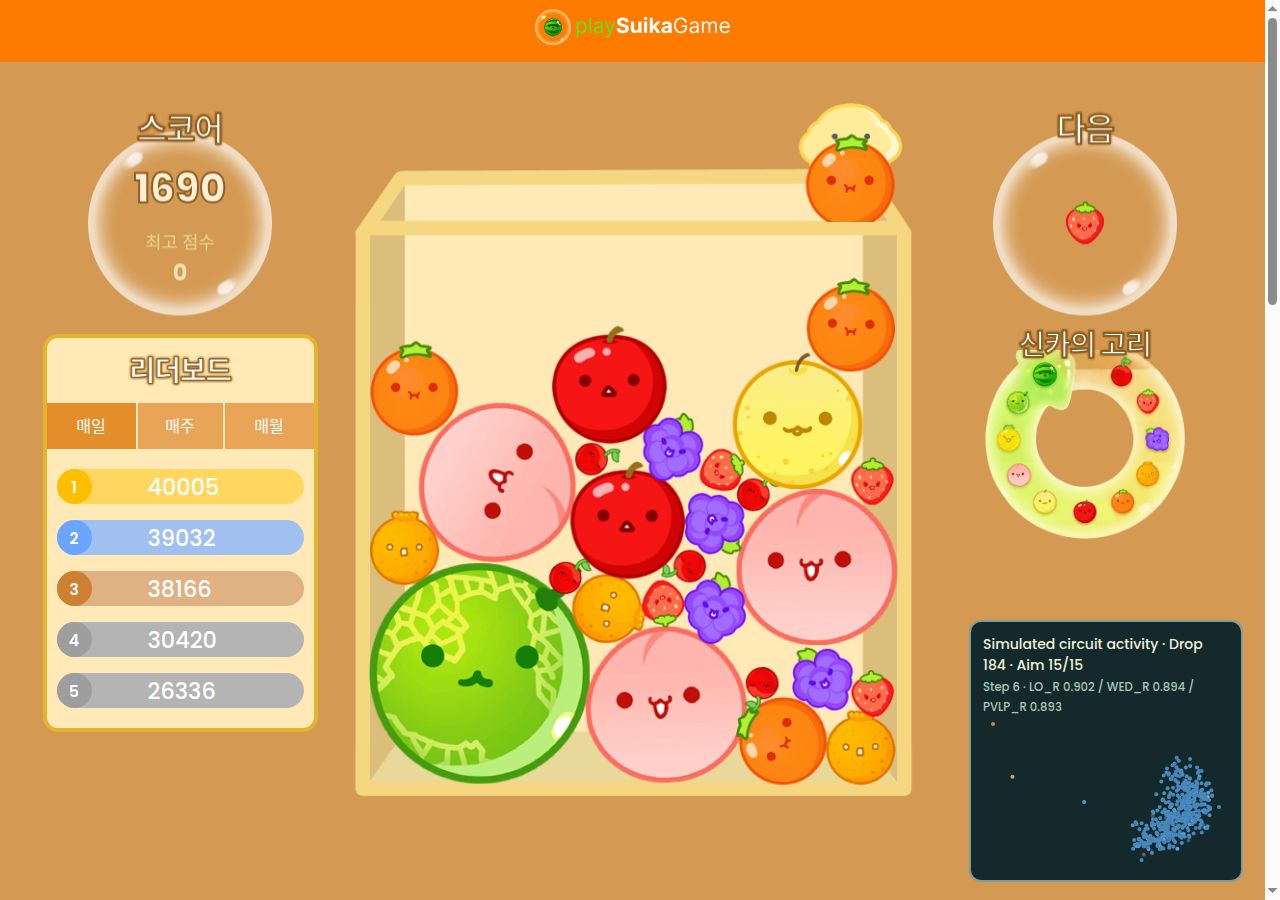 playSuikaGame
스코어
1690
최고 점수
0
리더보드
매일 매주 매월
1 40005
2 39032
3 38166
4 30420
5 26336
다음
신카의 고리
Simulated circuit activity · Drop
184 · Aim 15/15
Step 6 · LO_R 0.902 / WED_R 0.894 /
PVLP_R 0.893